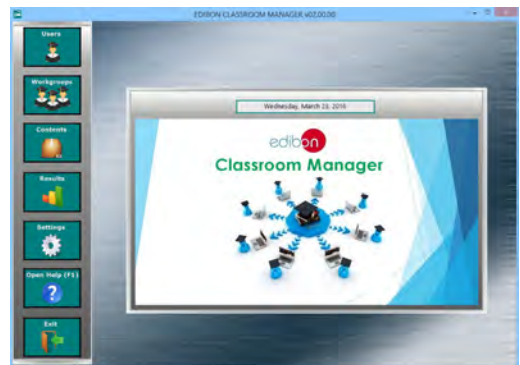 EDIBON CLASSROOM MANAGER v02.00.00
Users
Workgroups
Contents
Results
Settings
Open Help (F1)
?
Exit
Wednesday, March 23, 2016
edibon
Classroom Manager